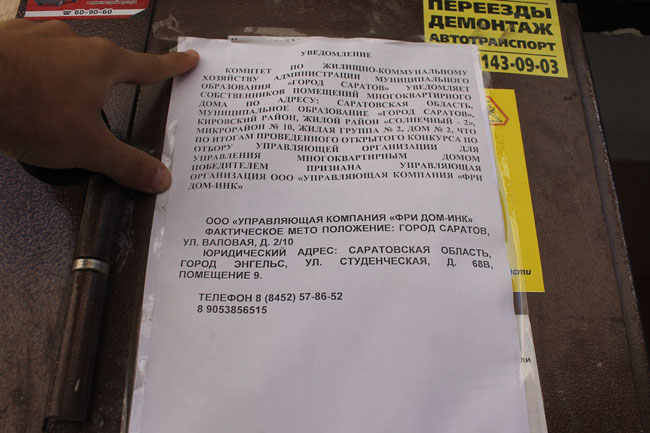 60-90-60
ПЕРЕЕЗДЫ
ДЕМОНТАЖ
АВТОТРАНСПОРТ
143-09-03
УВЕДОМЛЕНИЕ
КОМИТЕТ ПО ЖИЛИЩНО-КОММУНАЛЬНОМУ
ХОЗЯЙСТВУ АДМИНИСТРАЦИИ МУНИЦИПАЛЬНОГО
ОБРАЗОВАНИЯ «ГОРОД САРАТОВ» УВЕДОМЛЯЕТ
СОБСТВЕННИКОВ ПОМЕЩЕНИЙ МНОГОКВАРТИРНОГО
ДОМА ПО АДРЕСУ: САРАТОВСКАЯ ОБЛАСТЬ,
МУНИЦИПАЛЬНОЕ ОБРАЗОВАНИЕ «ГОРОД САРАТОВ»,
КИРОВСКИЙ РАЙОН, ЖИЛОЙ РАЙОН «СОЛНЕЧНЫЙ - 2»,
МИКРОРАЙОН № 10, ЖИЛАЯ ГРУППА № 2, ДОМ № 2, ЧТО
ПО ИТОГАМ ПРОВЕДЕННОГО ОТКРЫТОГО КОНКУРСА ПО
ОТБОРУ УПРАВЛЯЮЩЕЙ ОРГАНИЗАЦИИ ДЛЯ
УПРАВЛЕНИЯ МНОГОКВАРТИРНЫМ ДОМОМ
ПОБЕДИТЕЛЕМ ПРИЗНАНА УПРАВЛЯЮЩАЯ
ОРГАНИЗАЦИЯ ООО «УПРАВЛЯЮЩАЯ КОМПАНИЯ «ФРИ
ДОМ-ИНК»
ООО «УПРАВЛЯЮЩАЯ КОМПАНИЯ «ФРИ ДОМ-ИНК»
ФАКТИЧЕСКОЕ МЕТО ПОЛОЖЕНИЕ: ГОРОД САРАТОВ,
УЛ. ВАЛОВАЯ, Д. 2/10
ЮРИДИЧЕСКИЙ АДРЕС: САРАТОВСКАЯ ОБЛАСТЬ,
ГОРОД ЭНГЕЛЬС, УЛ. СТУДЕНЧЕСКАЯ, Д. 68В,
ПОМЕЩЕНИЕ 9.
ТЕЛЕФОН 8 (8452) 57-86-52
8 9053856515